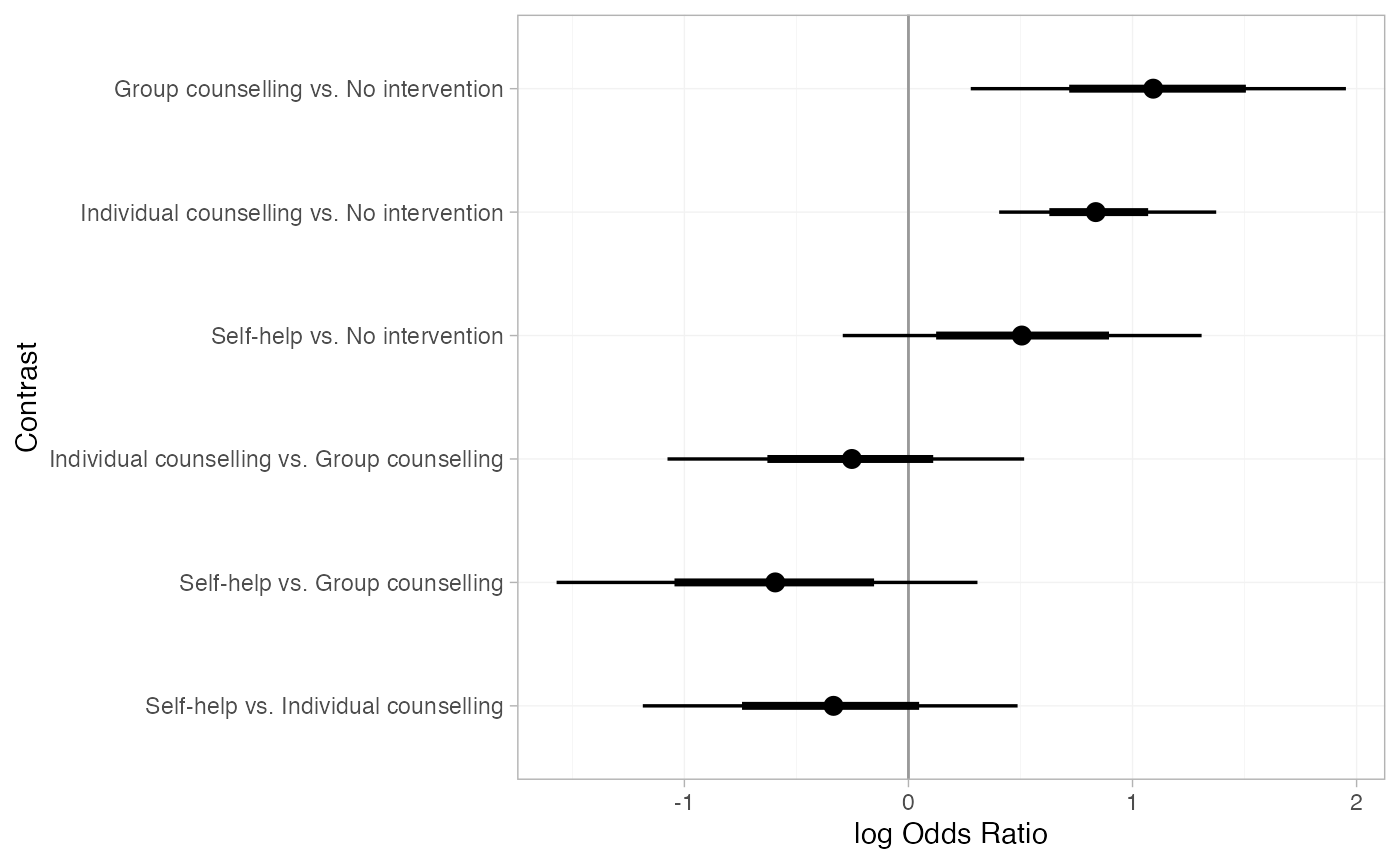 Group counselling vs. No intervention
Individual counselling vs. No intervention
Self-help vs. No intervention
Individual counselling vs. Group counselling
Self-help vs. Group counselling
Self-help vs. Individual counselling
Contrast
-1 0 1 2
log Odds Ratio